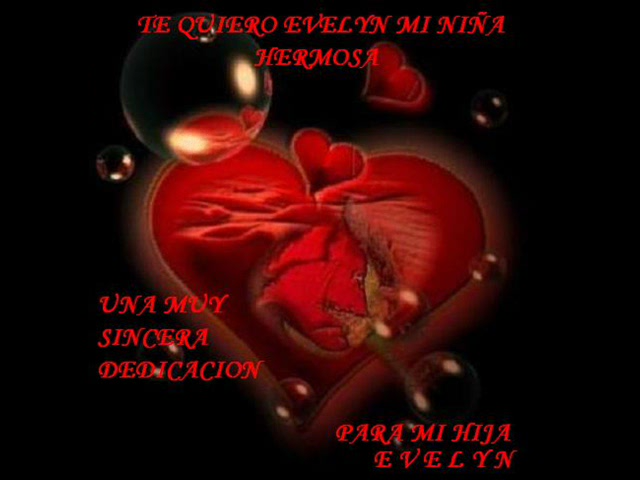 TE QUIERO EVELYN MI NIÑA
HERMOSA
UNA MUY
SINCERA
DEDICACION
PARA MI HIJA
E V E L Y N